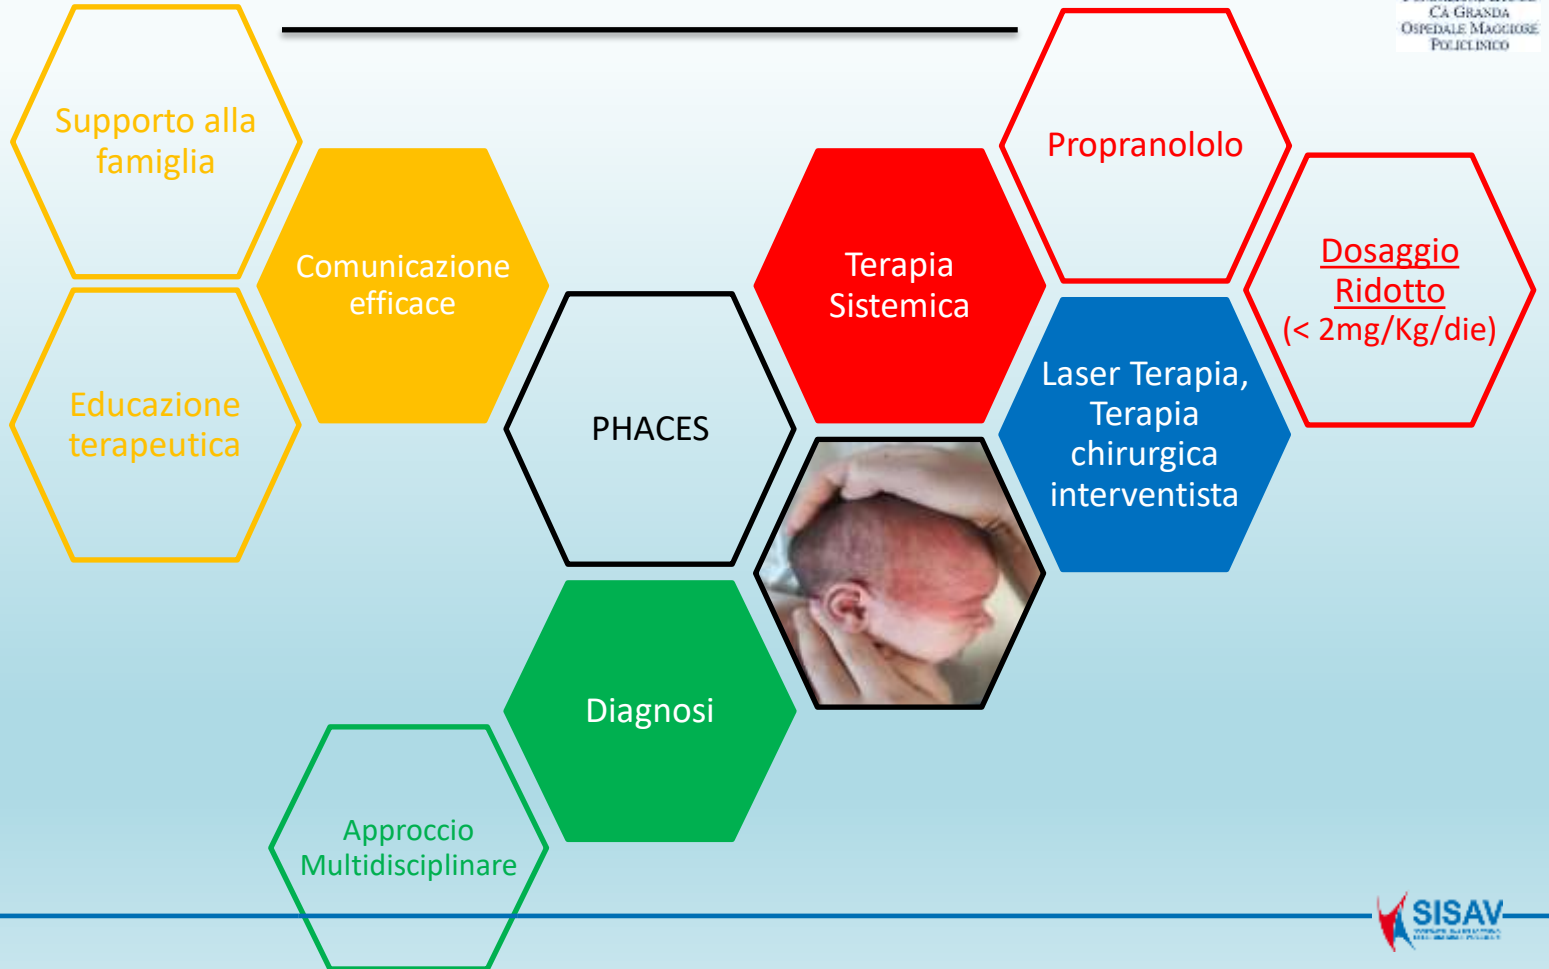 CÀ GRANDA
OSPEDALE MAGGIORE
POLICLINICO
Supporto alla
famiglia
Comunicazione
efficace
Educazione
terapeutica
PHACES
Terapia
Sistemica
Propranololo
Dosaggio
Ridotto
(< 2mg/Kg/die)
Laser Terapia,
Terapia
chirurgica
interventista
Diagnosi
Approccio
Multidisciplinare
SISAV